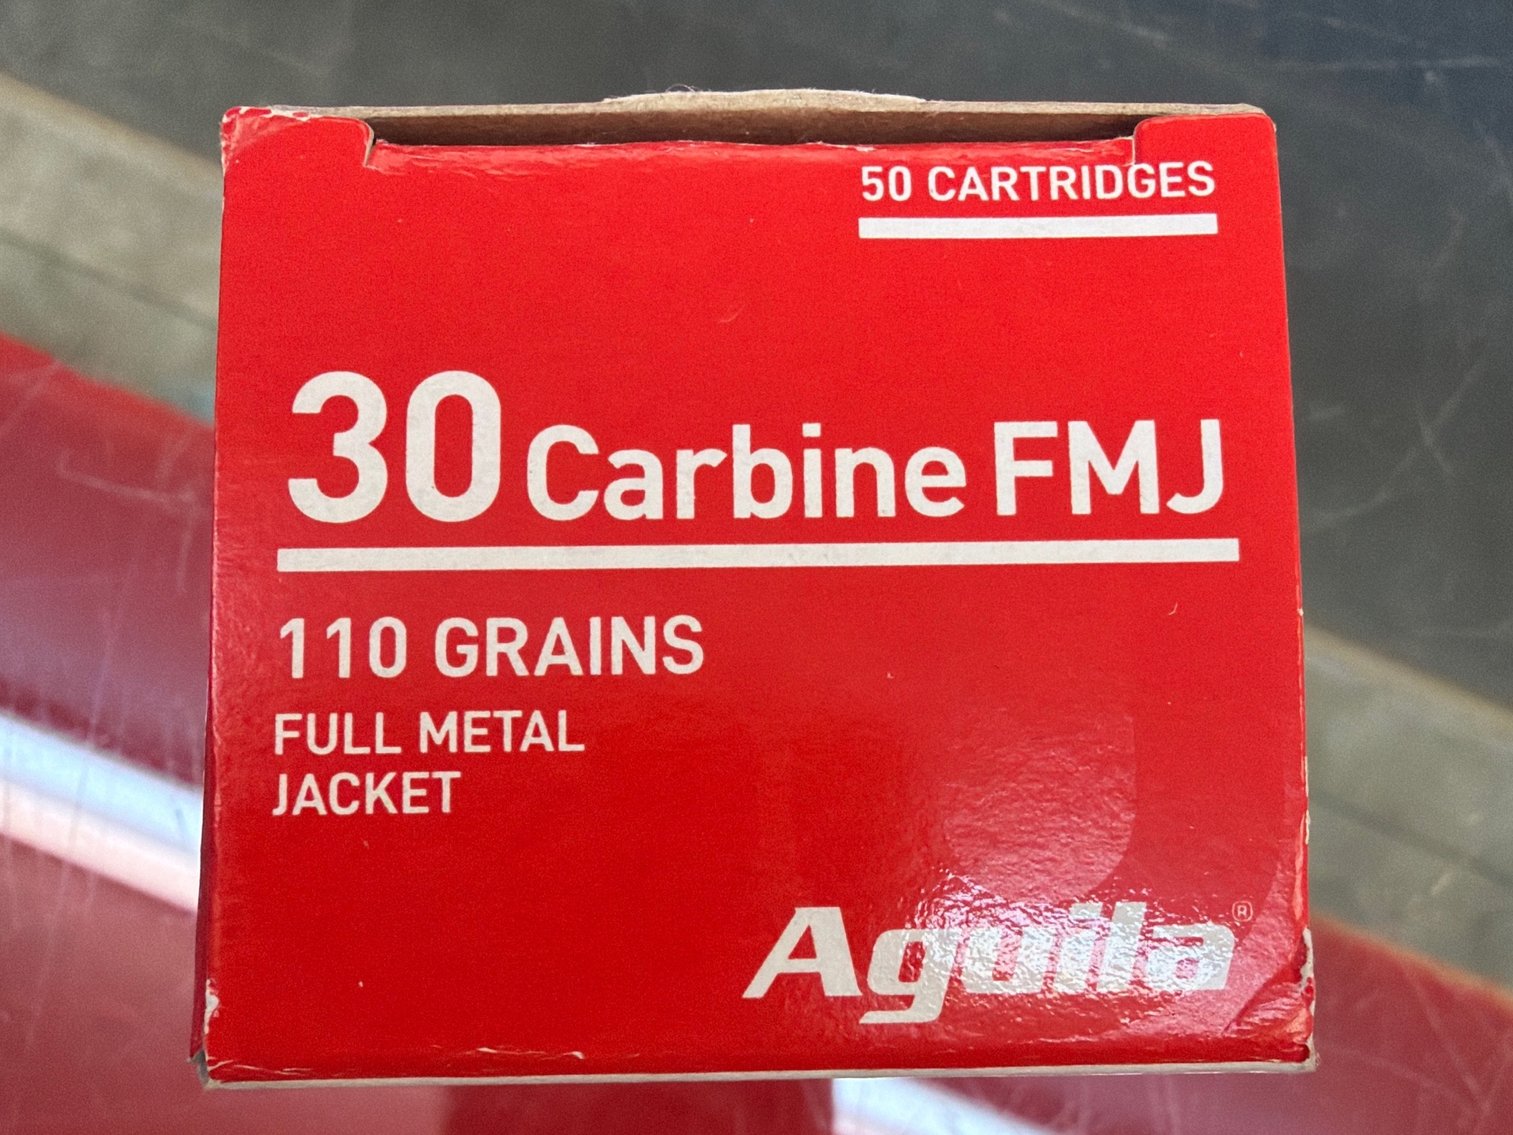 50 CARTRIDGES
30 Carbine FMJ
110 GRAINS
FULL METAL
JACKET
Aguila®